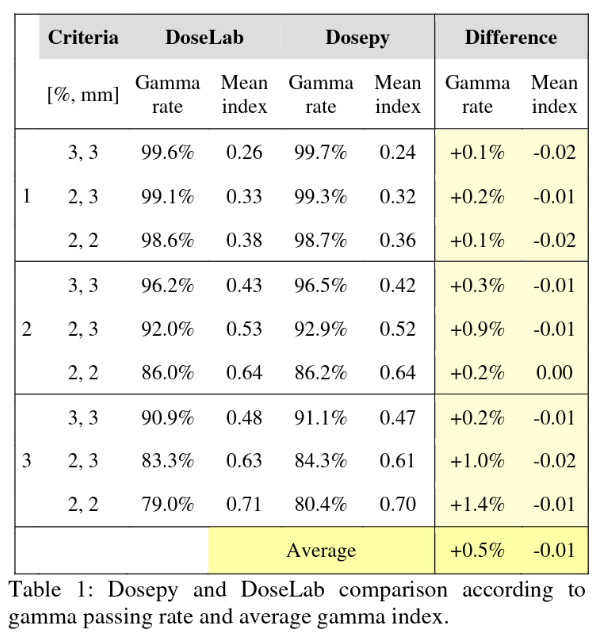 Criteria DoseLab Dosepy Difference
[%, mm] Gamma rate Mean index Gamma rate Mean index Gamma rate Mean index
3, 3 99.6% 0.26 99.7% 0.24 +0.1% -0.02
1 2, 3 99.1% 0.33 99.3% 0.32 +0.2% -0.01
2, 2 98.6% 0.38 98.7% 0.36 +0.1% -0.02
3, 3 96.2% 0.43 96.5% 0.42 +0.3% -0.01
2 2, 3 92.0% 0.53 92.9% 0.52 +0.9% -0.01
2, 2 86.0% 0.64 86.2% 0.64 +0.2% 0.00
3, 3 90.9% 0.48 91.1% 0.47 +0.2% -0.01
3 2, 3 83.3% 0.63 84.3% 0.61 +1.0% -0.02
2, 2 79.0% 0.71 80.4% 0.70 +1.4% -0.01
Average +0.5% -0.01
Table 1: Dosepy and DoseLab comparison according to
gamma passing rate and average gamma index.